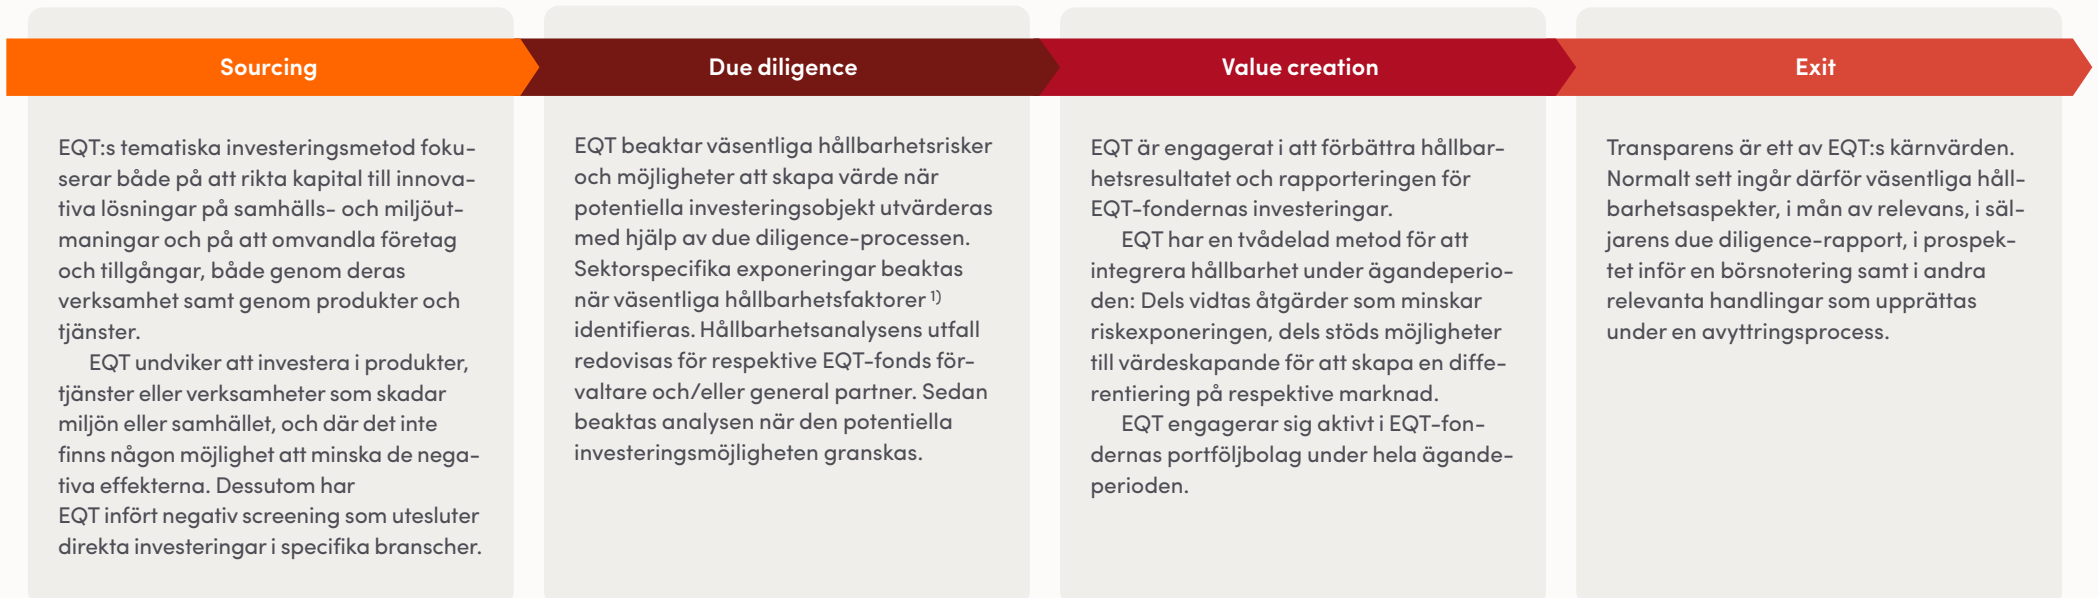 Sourcing
EQT:s tematiska investeringsmetod foku-
serar både på att rikta kapital till innova-
tiva lösningar på samhälls- och miljöut-
maningar och på att omvandla företag
och tillgångar, både genom deras
verksamhet samt genom produkter och
tjänster.
EQT undviker att investera i produkter,
tjänster eller verksamheter som skadar
miljön eller samhället, och där det inte
finns någon möjlighet att minska de nega-
tiva effekterna. Dessutom har
EQT infört negativ screening som utesluter
direkta investeringar i specifika branscher.
Due diligence
EQT beaktar väsentliga hållbarhetsrisker
och möjligheter att skapa värde när
potentiella investeringsobjekt utvärderas
med hjälp av due diligence-processen.
Sektorspecifika exponeringar beaktas
när väsentliga hållbarhetsfaktorer 1)
identifieras. Hållbarhetsanalysens utfall
redovisas för respektive EQT-fonds för-
valtare och/eller general partner. Sedan
beaktas analysen när den potentiella
investeringsmöjligheten granskas.
Value creation
EQT är engagerat i att förbättra hållbar-
hetsresultatet och rapporteringen för
EQT-fondernas investeringar.
EQT har en tvådelad metod för att
integrera hållbarhet under ägandeperio-
den: Dels vidtas åtgärder som minskar
riskexponeringen, dels stöds möjligheter
till värdeskapande för att skapa en diffe-
rentiering på respektive marknad.
EQT engagerar sig aktivt i EQT-fon-
dernas portföljbolag under hela ägande-
perioden.
Exit
Transparens är ett av EQT:s kärnvärden.
Normalt sett ingår därför väsentliga håll-
barhetsaspekter, i mån av relevans, i säl-
jarens due diligence-rapport, i prospek-
tet inför en börsnotering samt i andra
relevanta handlingar som upprättas
under en avyttringsprocess.